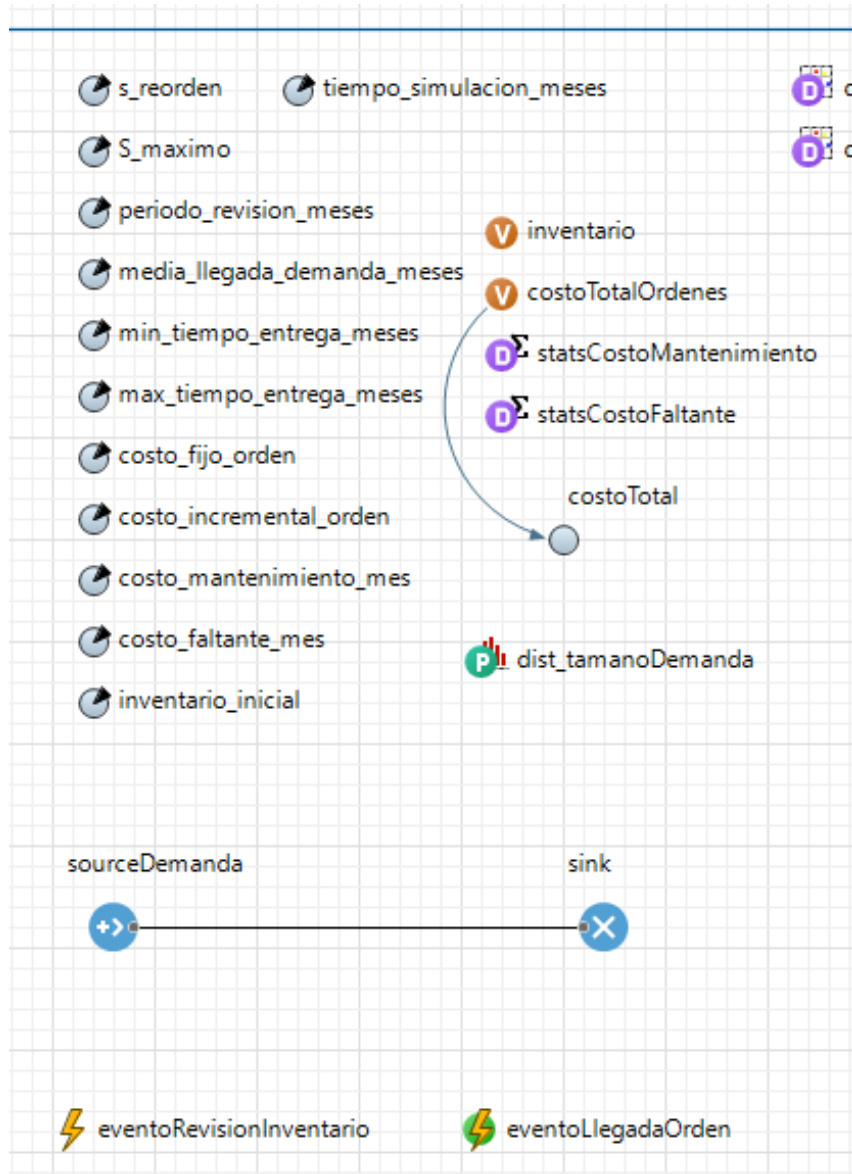 s_reorden
tiempo_simulacion_meses
S_maximo
periodo_revision_meses
inventario
media_llegada_demanda_meses
costoTotalOrdenes
min_tiempo_entrega_meses
statsCostoMantenimiento
max_tiempo_entrega_meses
statsCostoFaltante
costo_fijo_orden
costoTotal
costo_incremental_orden
costo_mantenimiento_mes
costo_faltante_mes
dist_tamanoDemanda
inventario_inicial
sourceDemanda
sink
eventoRevisionInventario
eventoLlegadaOrden